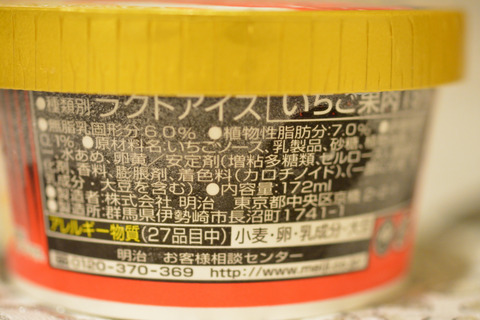 ●種類別:ラクトアイス いちご果肉
●無脂乳固形分:6.0% ●植物性脂肪分:7.0% ●
0.1% ●原材料名:いちごソース、乳製品、砂糖、
、水あめ、卵黄/安定剤(増粘多糖類、セルロー
、香料、膨脹剤、着色料(カロチノイド)、(一
成分・大豆を含む) ●内容量:172ml
●製造者:株式会社 明治 東京都中央区京橋2-4
●製造所:群馬県伊勢崎市長沼町1741-1
アレルギー物質(27品目中) 小麦・卵・乳成分・大豆
明治 お客様相談センター
0120-370-369 http://www.meiji.co.jp